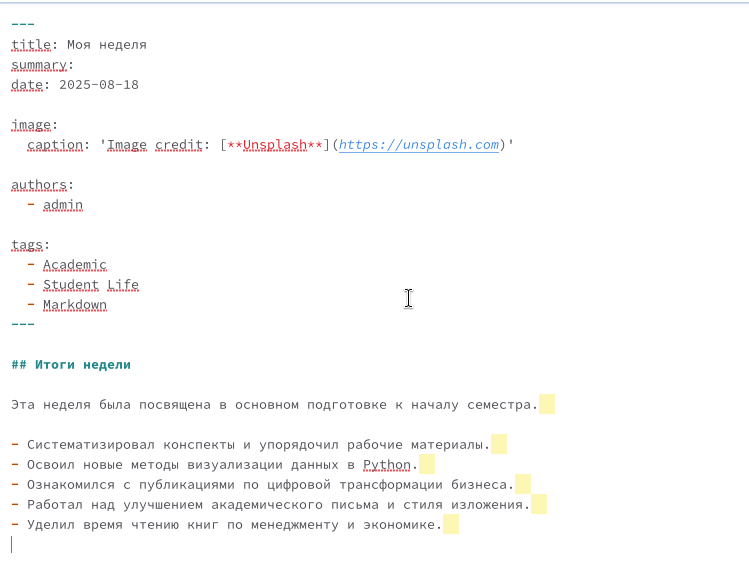 ---
title: Моя неделя
summary:
date: 2025-08-18

image:
  caption: 'Image credit: [**Unsplash**](https://unsplash.com)'

authors:
  - admin

tags:
  - Academic
  - Student Life
  - Markdown
---

## Итоги недели

Эта неделя была посвящена в основном подготовке к началу семестра.

- Систематизировал конспекты и упорядочил рабочие материалы.
- Освоил новые методы визуализации данных в Python.
- Ознакомился с публикациями по цифровой трансформации бизнеса.
- Работал над улучшением академического письма и стиля изложения.
- Уделил время чтению книг по менеджменту и экономике.